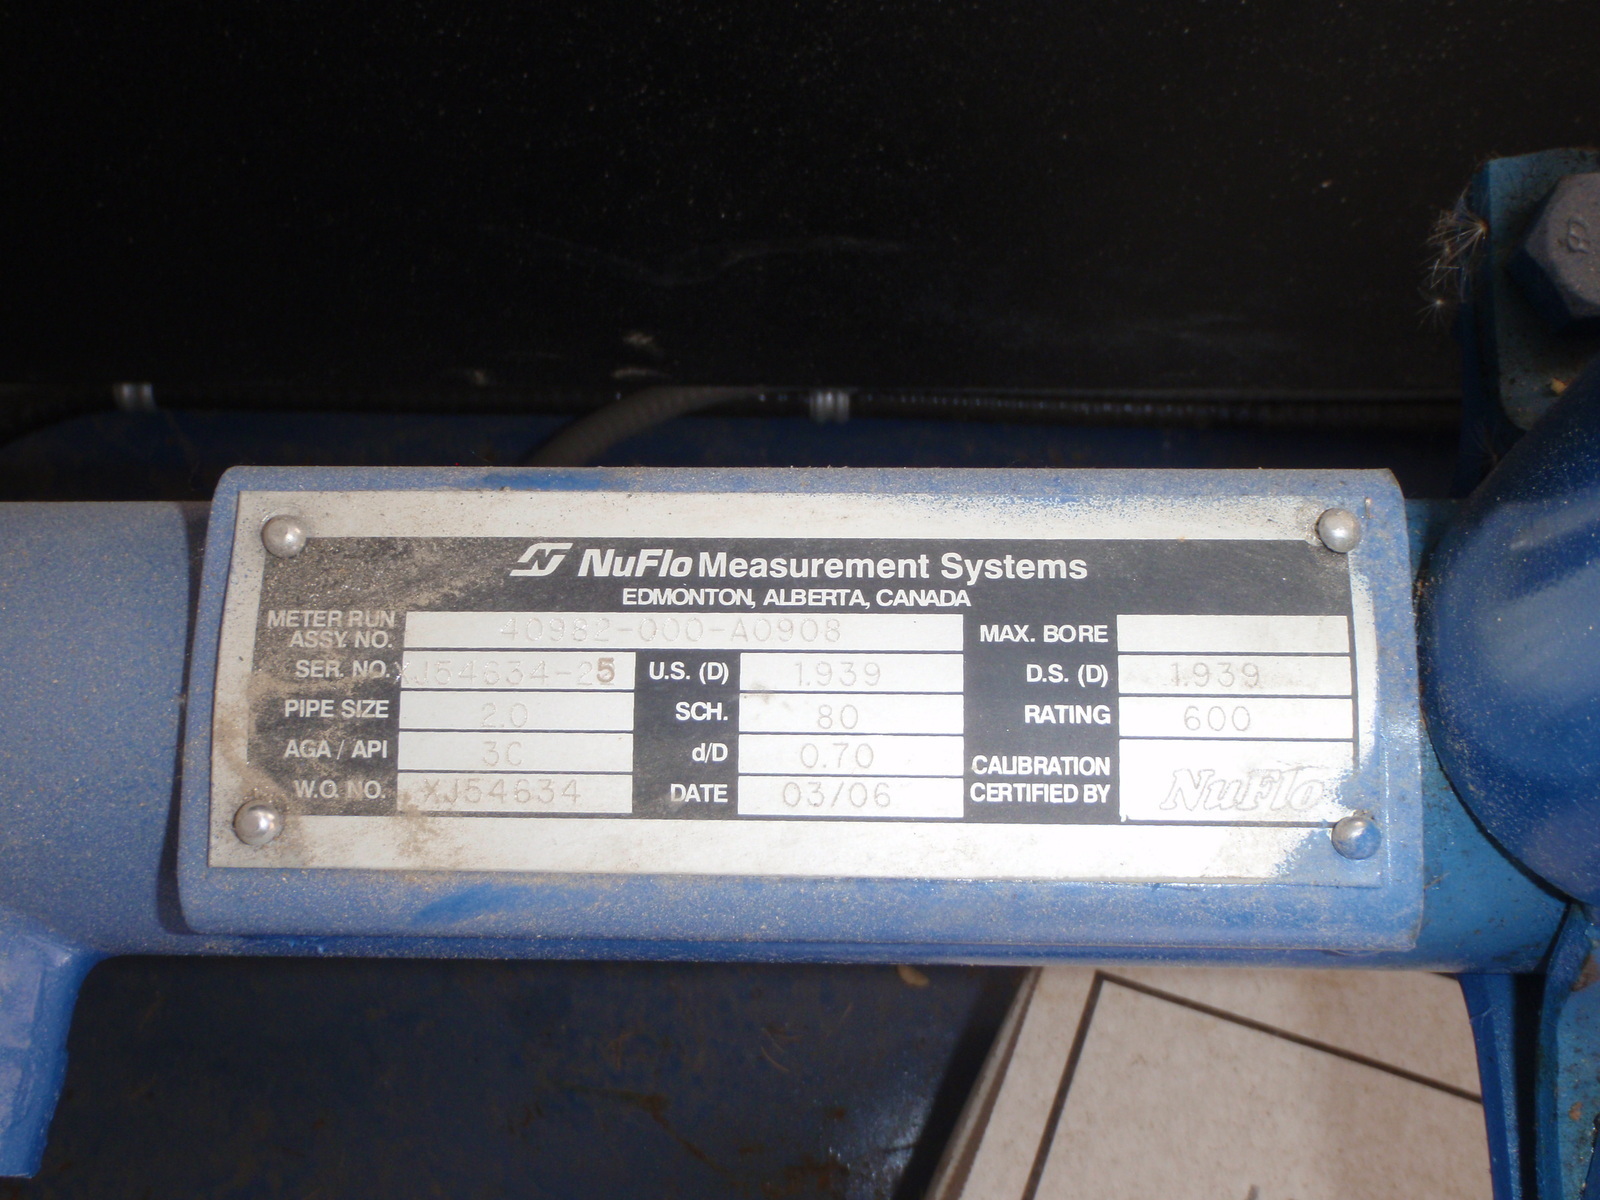 NuFlo Measurement Systems
EDMONTON, ALBERTA, CANADA
METER RUN ASSY. NO. 40982-000-A0908 MAX. BORE
SER. NO. XJ54634-25 U.S. (D) 1.939 D.S. (D) 1.939
PIPE SIZE 2.0 SCH. 80 RATING 600
AGA / API 3C d/D 0.70 CALIBRATION CERTIFIED BY NuFlo
W.O. NO. XJ54634 DATE 03/06